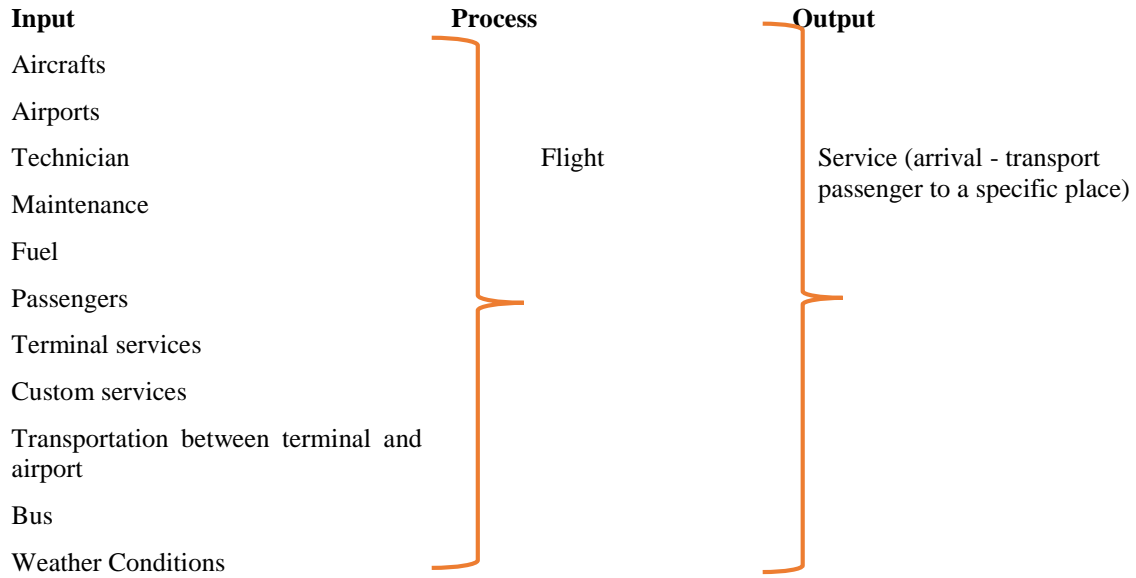 Input Process Output
Aircrafts
Airports
Technician Flight Service (arrival - transport
passenger to a specific place)
Maintenance
Fuel
Passengers
Terminal services
Custom services
Transportation between terminal and
airport
Bus
Weather Conditions